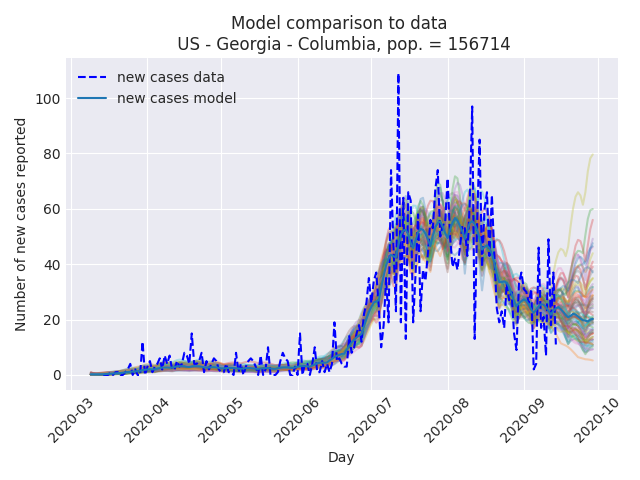 Model comparison to data
US - Georgia - Columbia, pop. = 156714
new cases data
new cases model
Number of new cases reported
100
80
60
40
20
0
2020-03
2020-04
2020-05
2020-06
2020-07
2020-08
2020-09
2020-10
Day